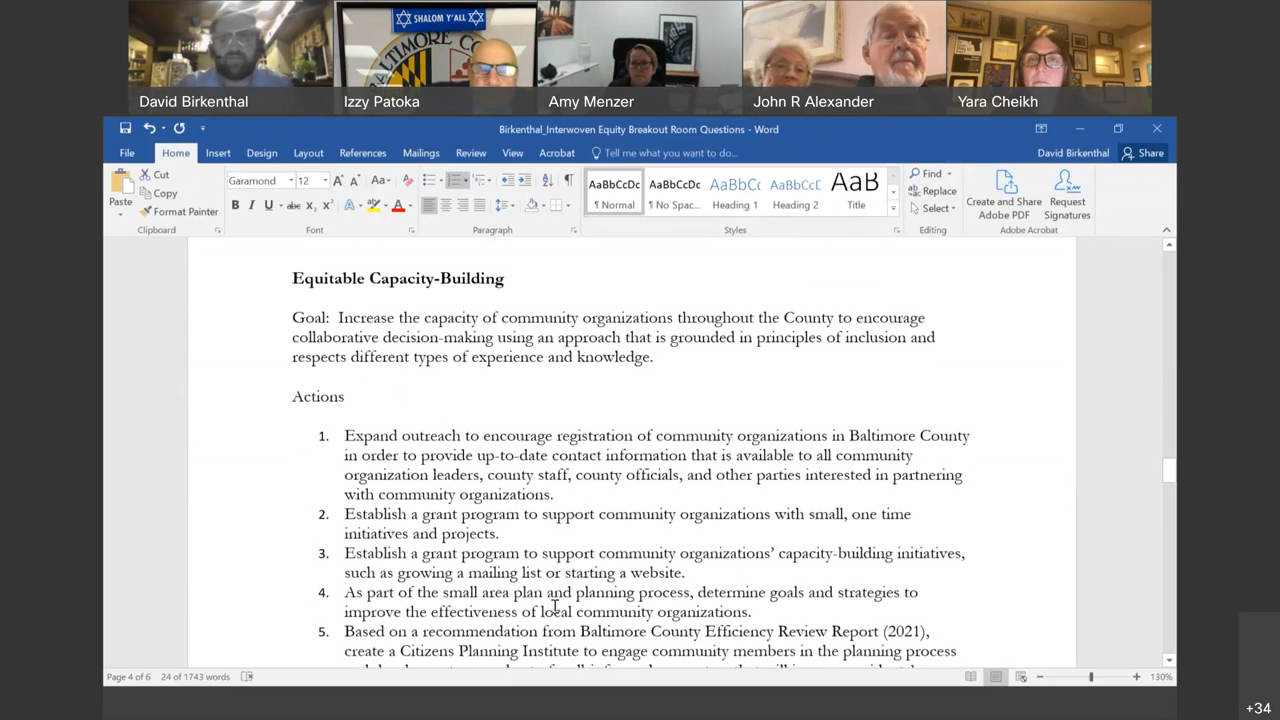 SHALOM Y'ALL
David Birkenthal
Izzy Patoka
Amy Menzer
John R Alexander
Yara Cheikh
Birkenthal_Interwoven Equity Breakout Room Questions - Word
File Home Insert Design Layout References Mailings Review View Acrobat Tell me what you want to do... David Birkenthal Share
Paste
Cut
Copy
Format Painter
Clipboard
Garamond 12
Font
Paragraph
AaBbCcDc AaBbCcDc AaBbCc AaBbCcD AaB
¶ Normal ¶ No Spac... Heading 1 Heading 2 Title
Styles
Find
Replace
Select
Editing
Create and Share
Adobe PDF
Request
Signatures
Adobe Acrobat
Equitable Capacity-Building
Goal: Increase the capacity of community organizations throughout the County to encourage
collaborative decision-making using an approach that is grounded in principles of inclusion and
respects different types of experience and knowledge.
Actions
1. Expand outreach to encourage registration of community organizations in Baltimore County
in order to provide up-to-date contact information that is available to all community
organization leaders, county staff, county officials, and other parties interested in partnering
with community organizations.
2. Establish a grant program to support community organizations with small, one time
initiatives and projects.
3. Establish a grant program to support community organizations' capacity-building initiatives,
such as growing a mailing list or starting a website.
4. As part of the small area plan and planning process, determine goals and strategies to
improve the effectiveness of local community organizations.
5. Based on a recommendation from Baltimore County Efficiency Review Report (2021),
create a Citizens Planning Institute to engage community members in the planning process
Page 4 of 6 24 of 1743 words 130%
+34